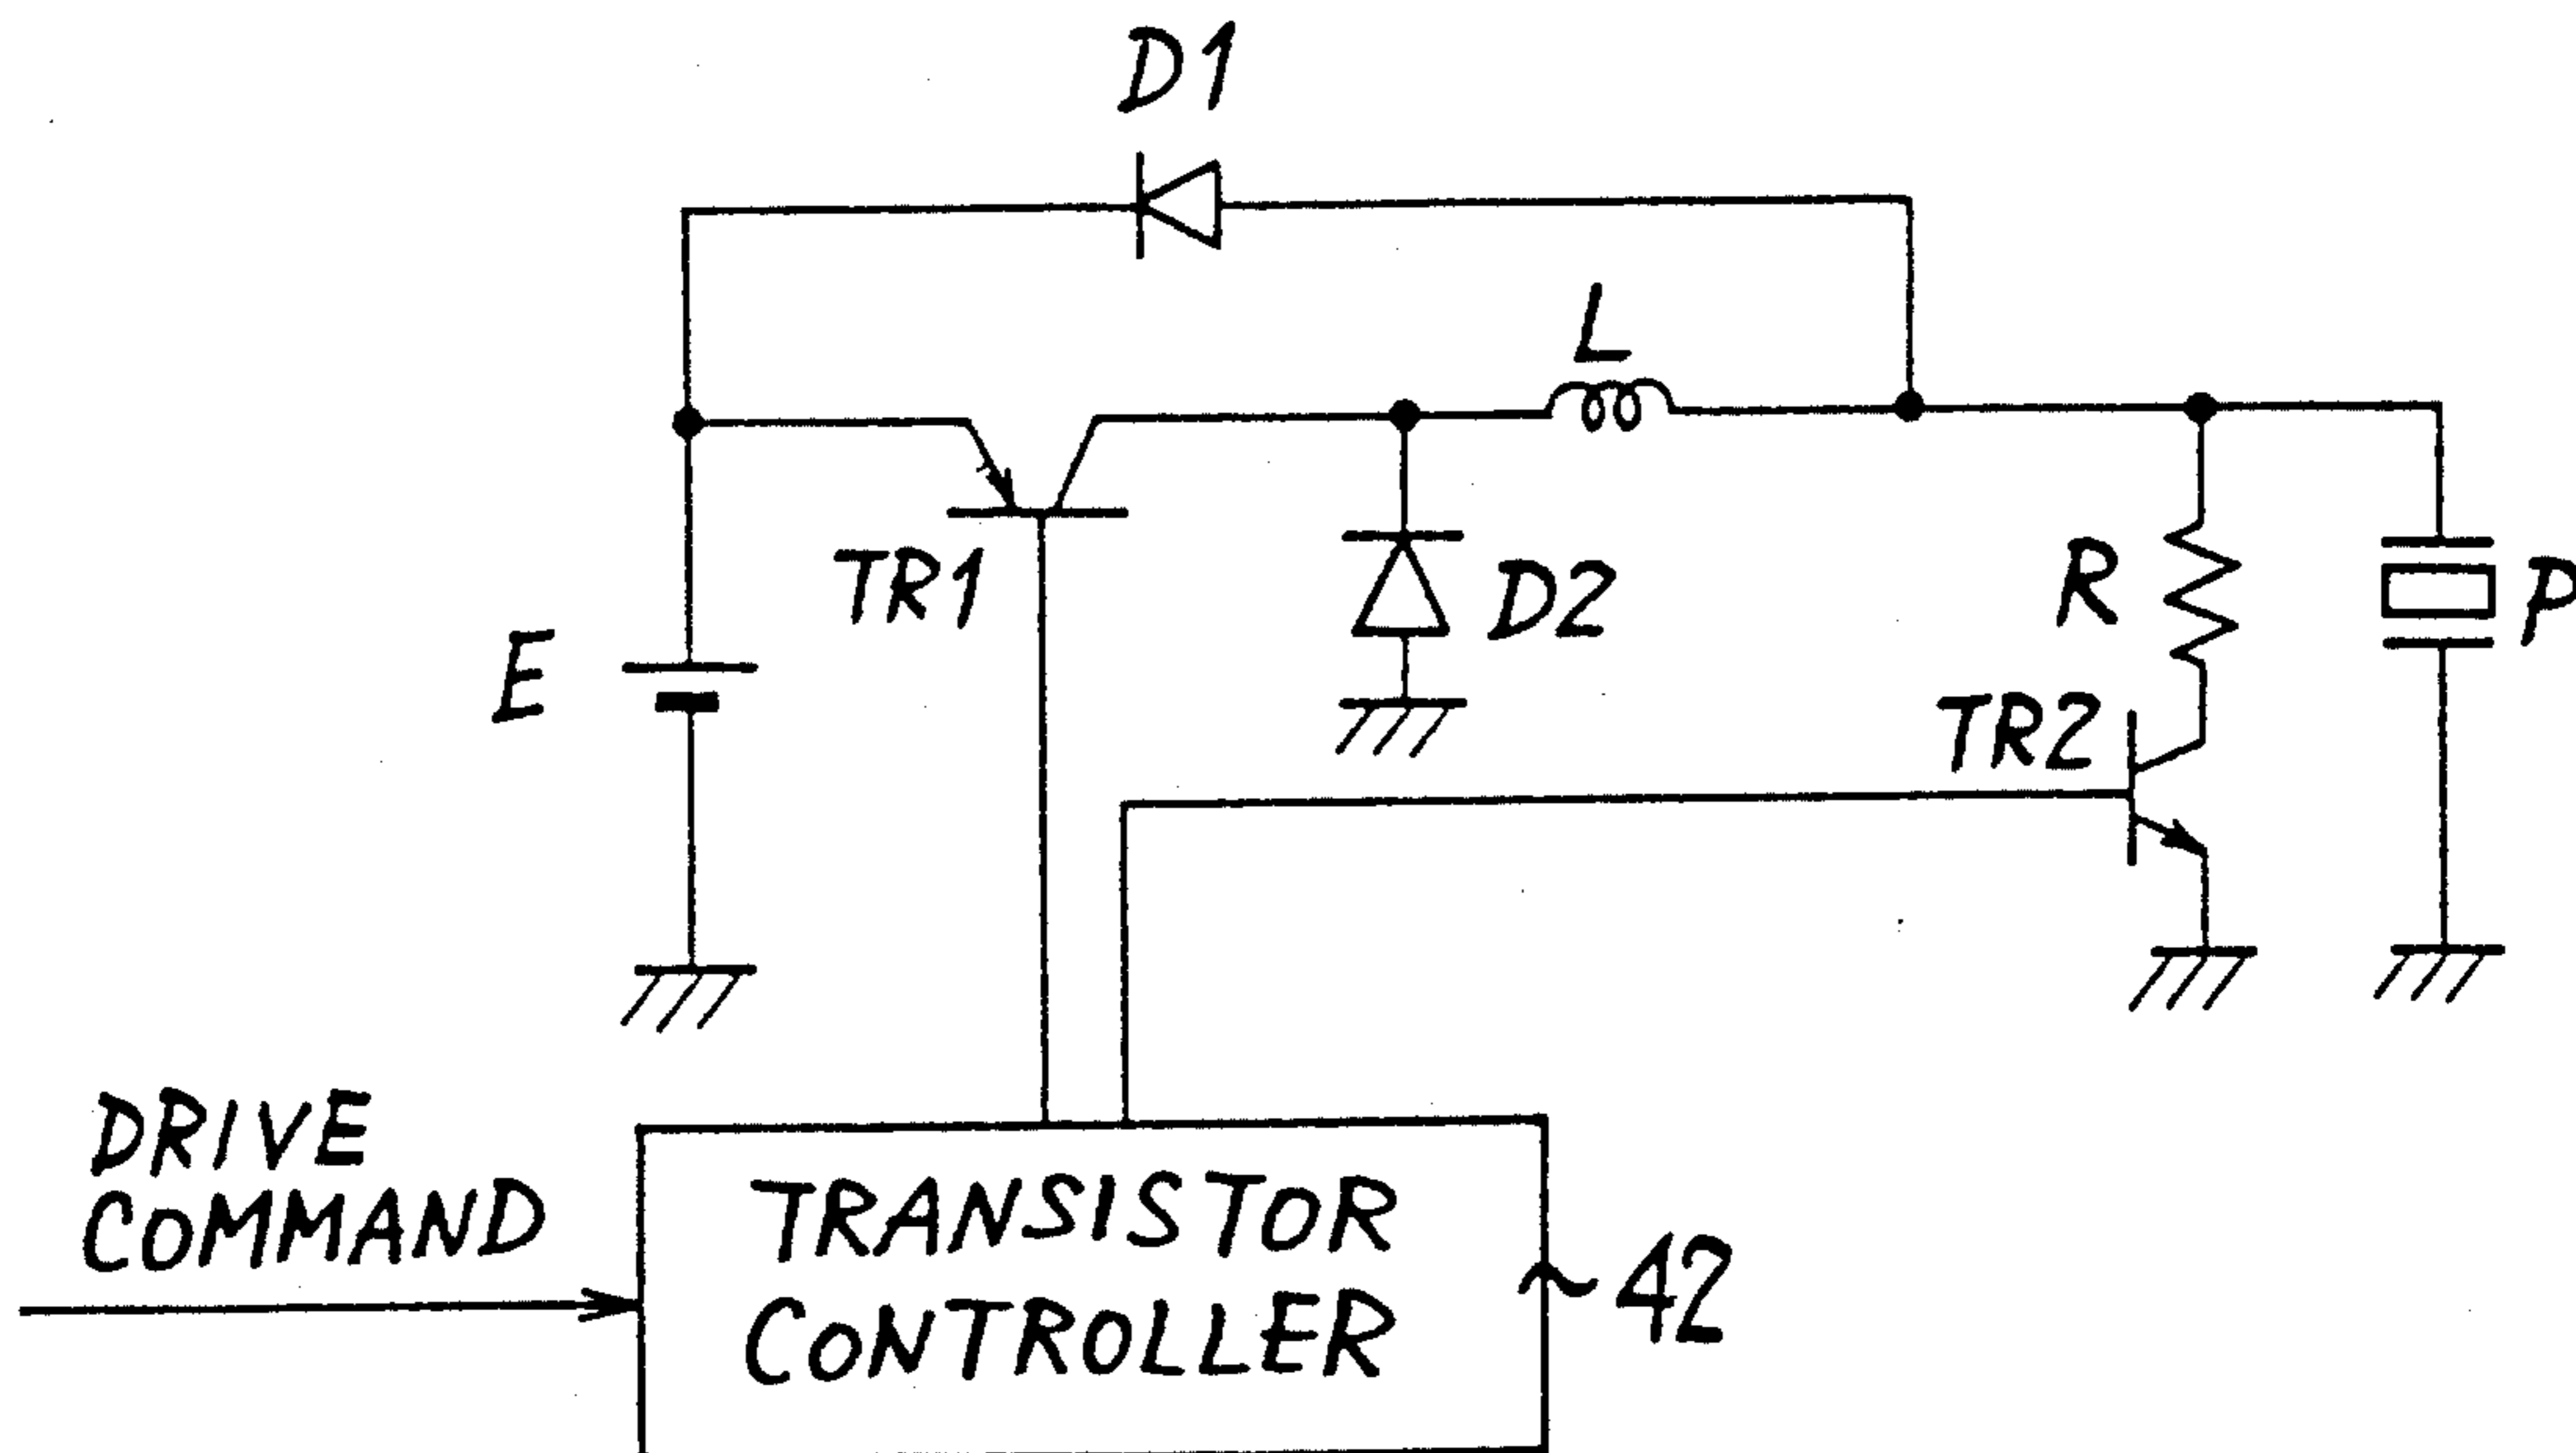 D1
L
TR1
D2
R
P
E
TR2
DRIVE
COMMAND
TRANSISTOR
CONTROLLER
42